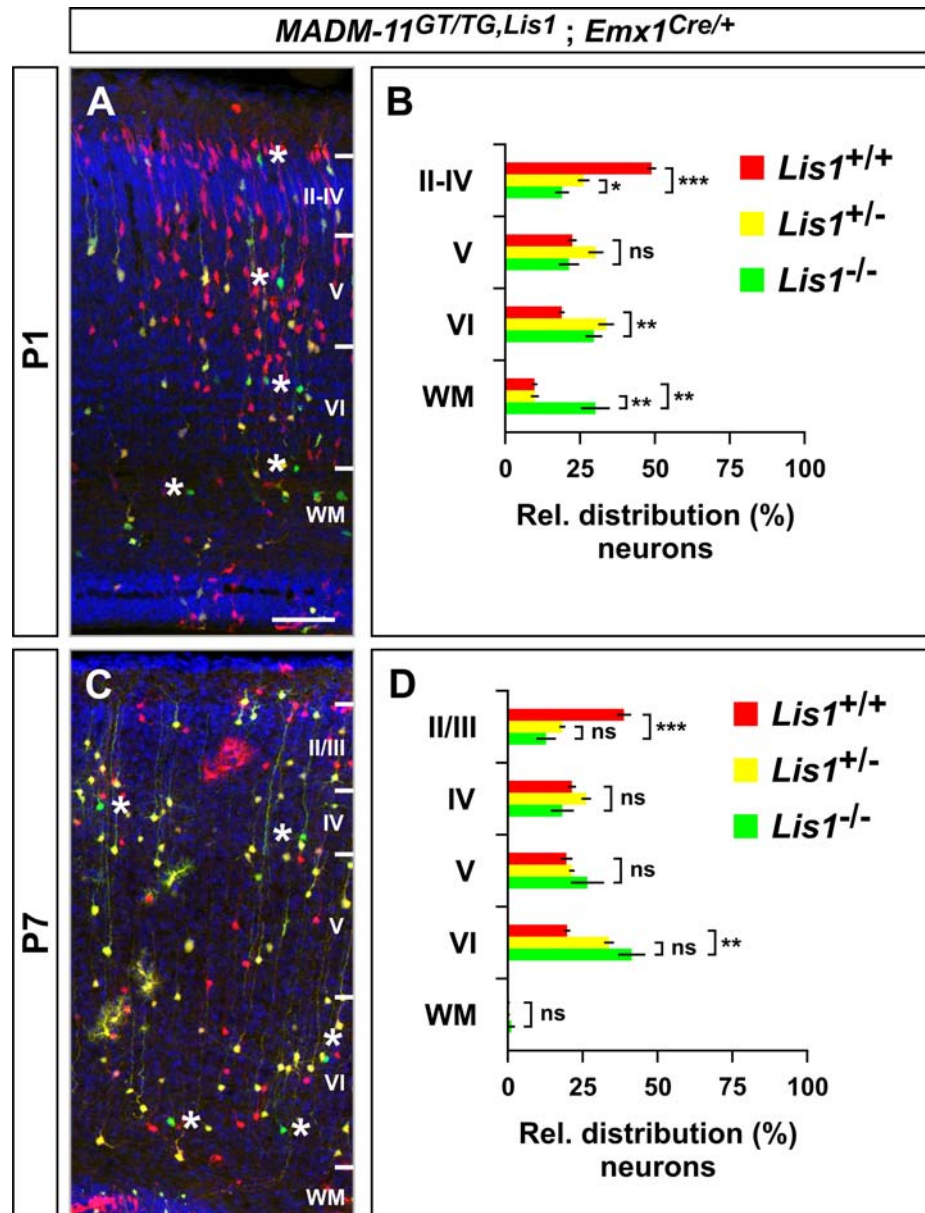 MADM-11GT/TG,Lis1 ; Emx1Cre/+
P1
A
*
II-IV
*
V
*
VI
*
*
WM
B
II-IV
*
***
V
ns
VI
**
WM
**
**
0 25 50 75 100
Rel. distribution (%)
neurons
Lis1+/+
Lis1+/-
Lis1-/-
P7
C
II/III
*
*
IV
V
*
VI
*
*
WM
D
II/III
ns
***
IV
ns
V
ns
VI
ns
**
WM
ns
0 25 50 75 100
Rel. distribution (%)
neurons
Lis1+/+
Lis1+/-
Lis1-/-